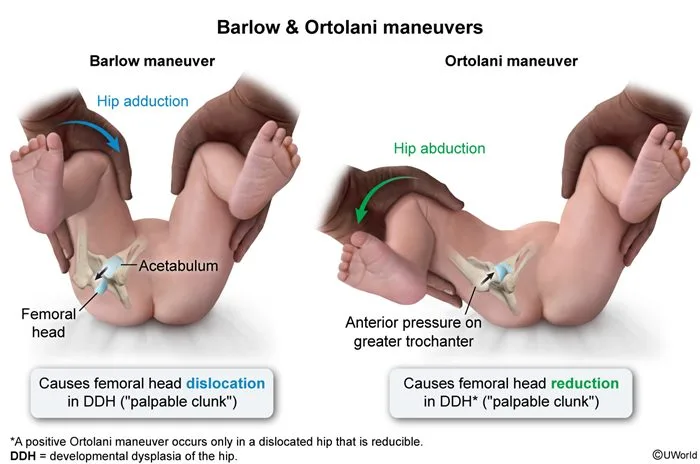 Barlow & Ortolani maneuvers
Barlow maneuver
Hip adduction
Acetabulum
Femoral
head
Causes femoral head dislocation
in DDH ("palpable clunk")
Ortolani maneuver
Hip abduction
Anterior pressure on
greater trochanter
Causes femoral head reduction
in DDH* ("palpable clunk")
*A positive Ortolani maneuver occurs only in a dislocated hip that is reducible.
DDH = developmental dysplasia of the hip.
©UWorld